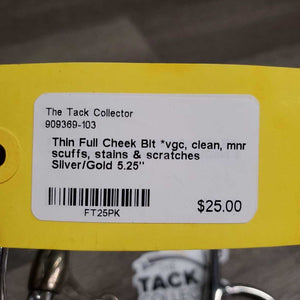 The Tack Collector
909369-103
Thin Full Cheek Bit *vgc, clean, mnr
scuffs, stains & scratches
Silver/Gold 5.25''
FT25PK
$25.00
TACK